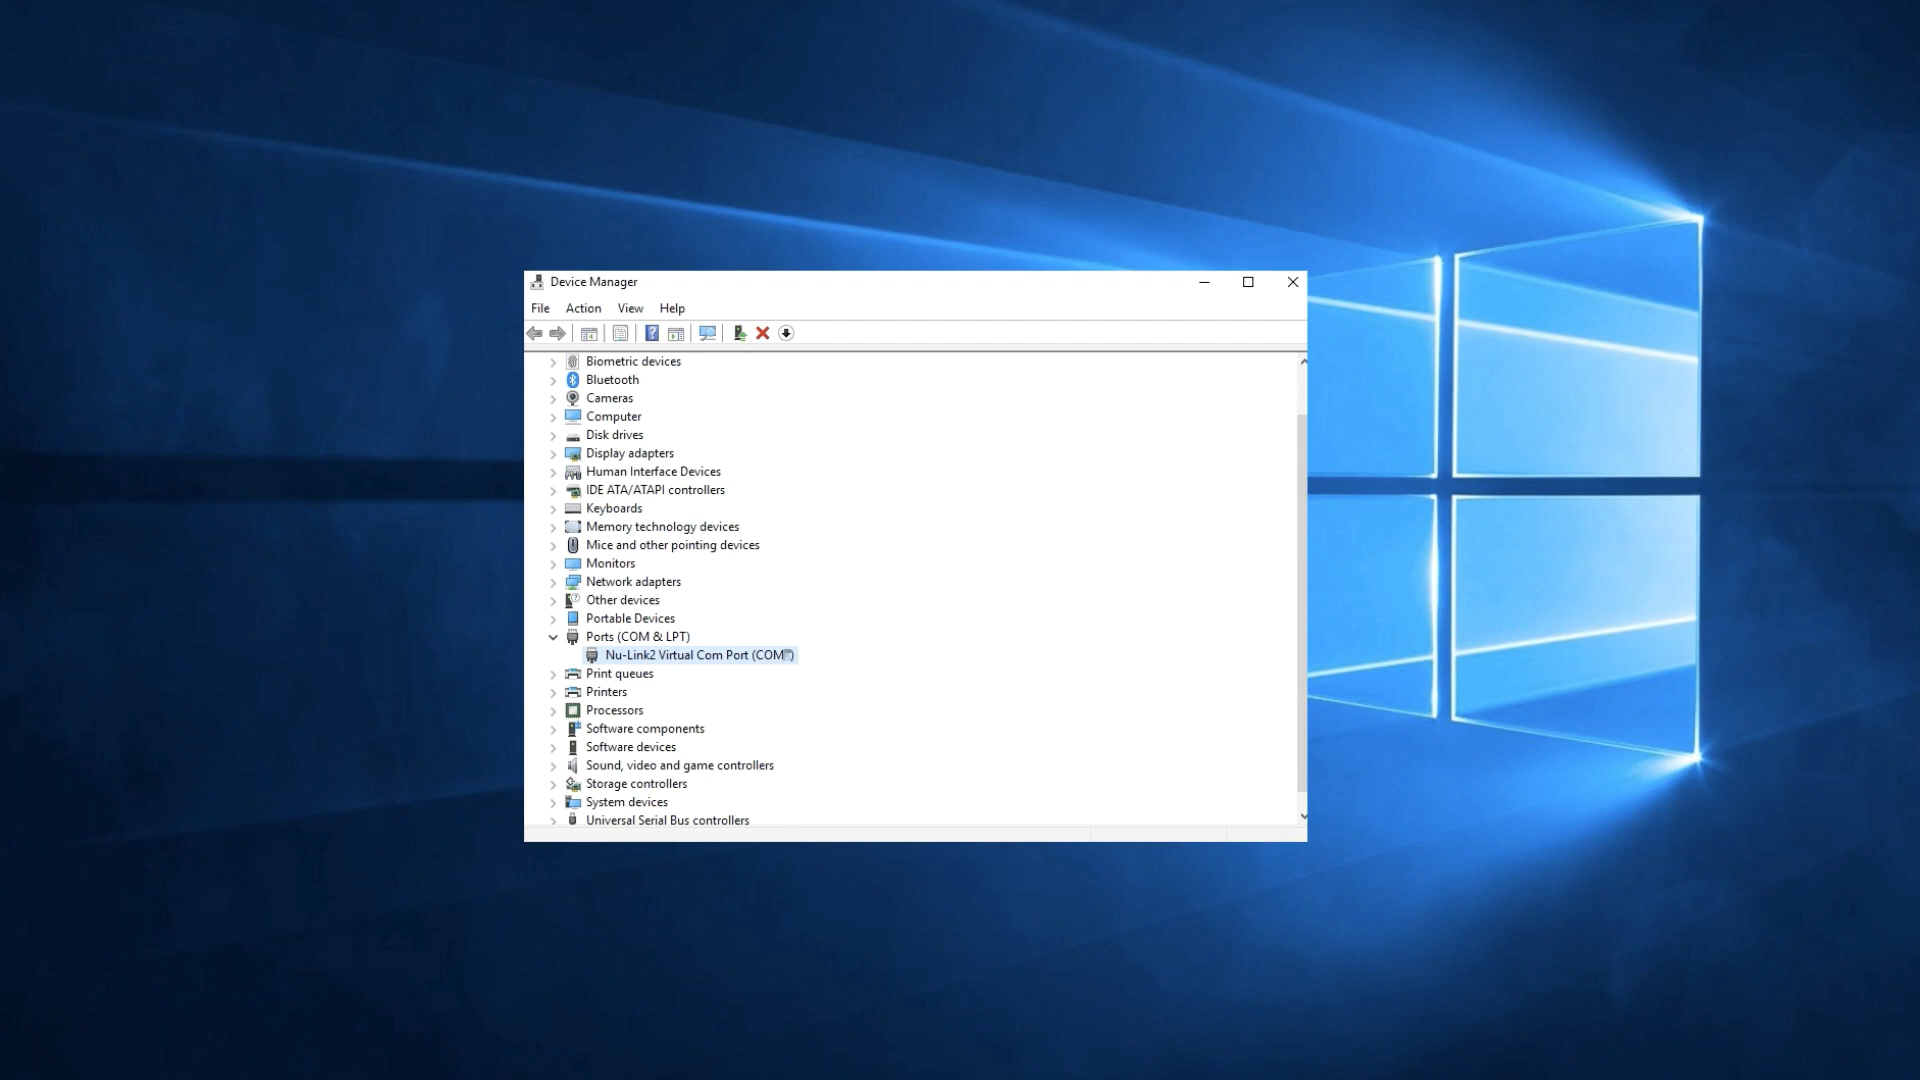 Device Manager
File Action View Help
Biometric devices
Bluetooth
Cameras
Computer
Disk drives
Display adapters
Human Interface Devices
IDE ATA/ATAPI controllers
Keyboards
Memory technology devices
Mice and other pointing devices
Monitors
Network adapters
Other devices
Portable Devices
Ports (COM & LPT)
Nu-Link2 Virtual Com Port
Print queues
Printers
Processors
Software components
Software devices
Sound, video and game controllers
Storage controllers
System devices
Universal Serial Bus controllers